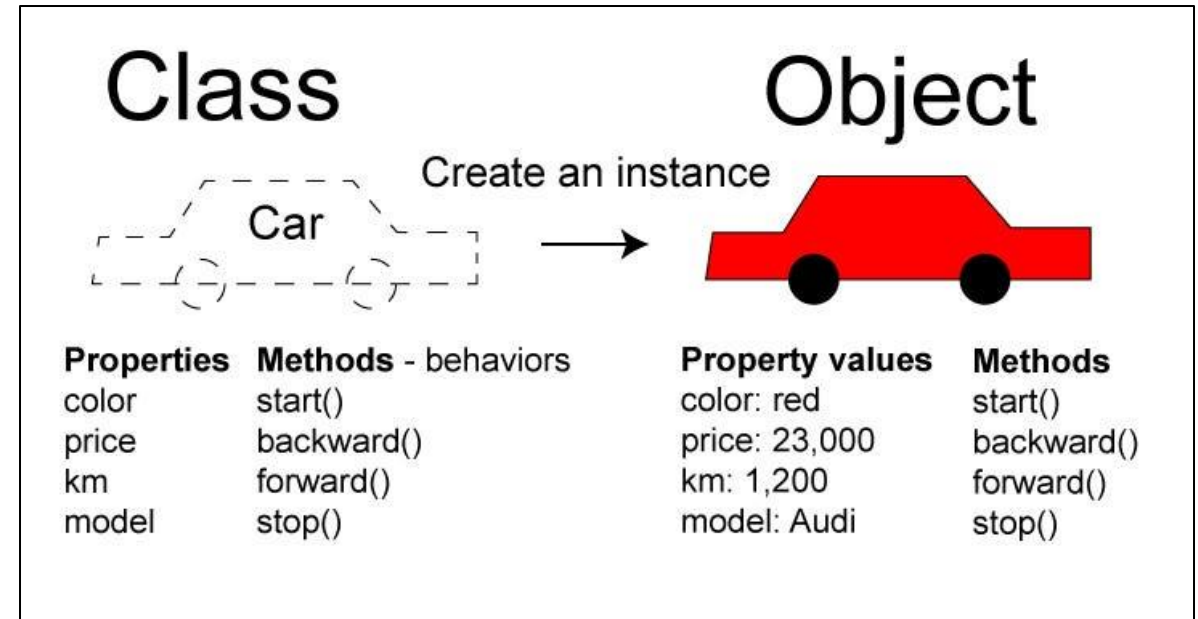 Class
Object
Create an instance
Car
Properties Methods - behaviors
color start()
price backward()
km forward()
model stop()
Property values Methods
color: red start()
price: 23,000 backward()
km: 1,200 forward()
model: Audi stop()